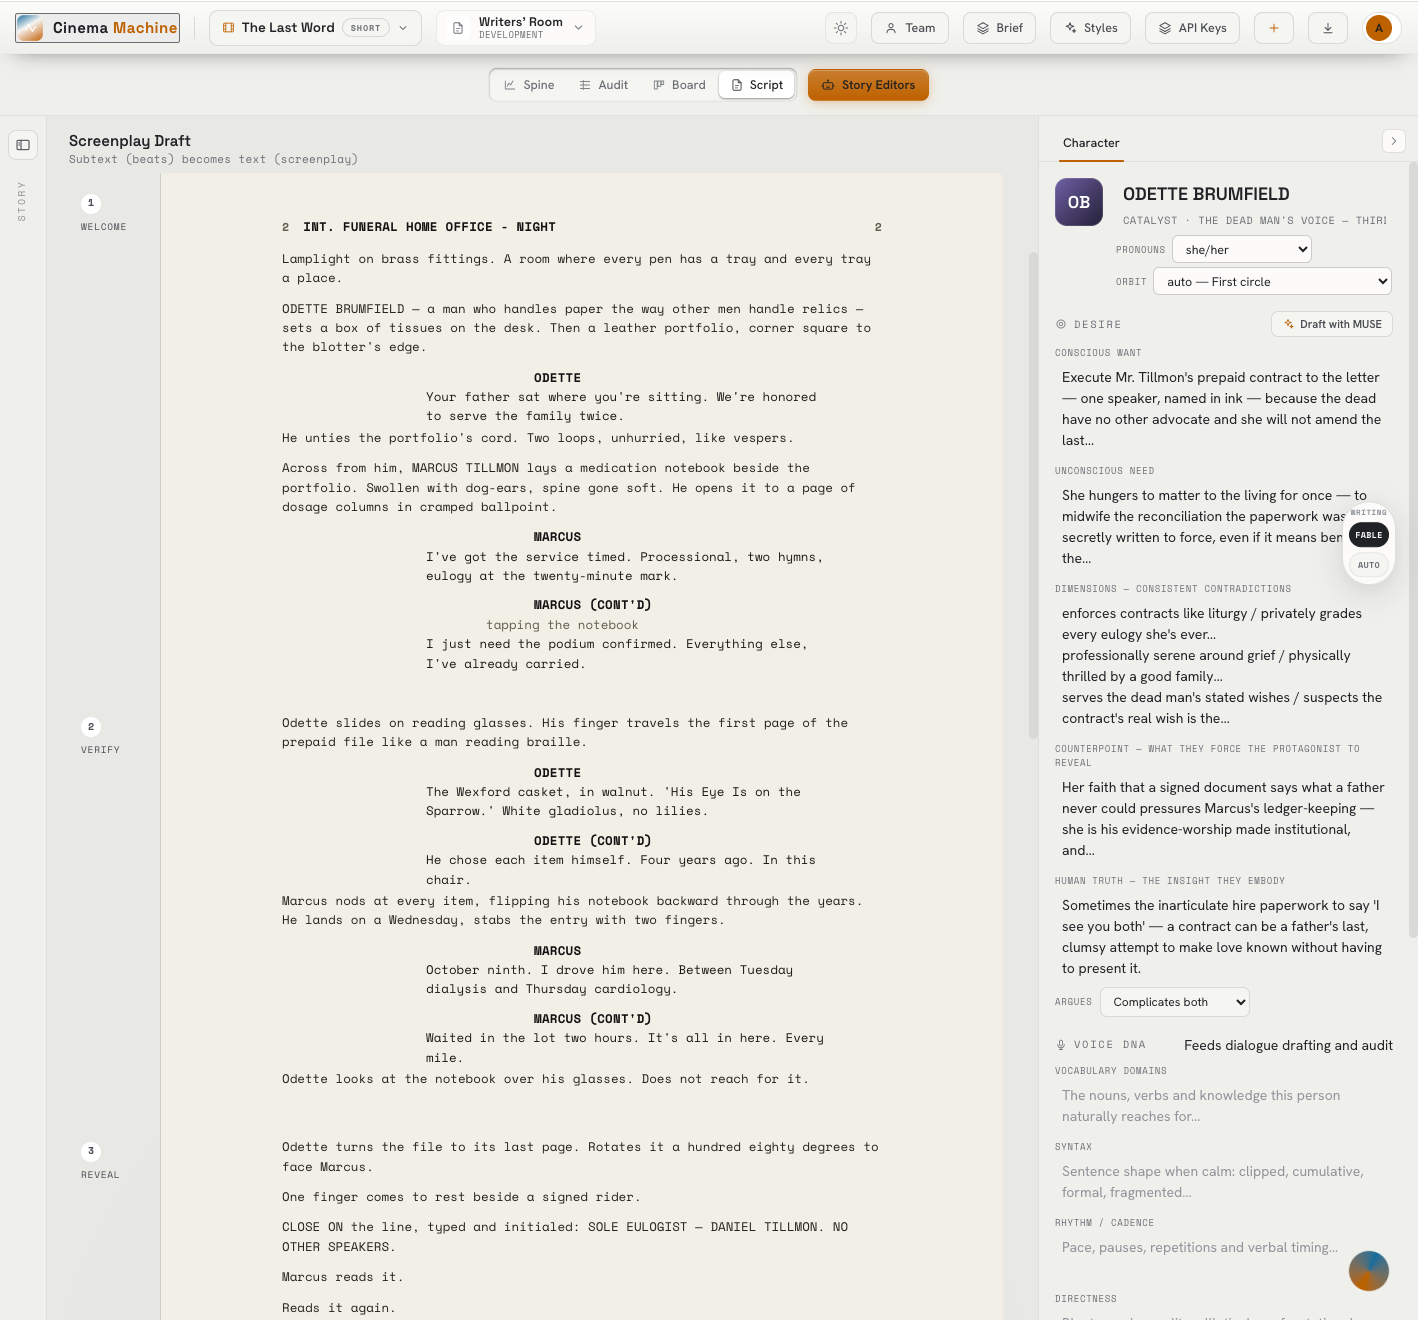 Cinema Machine
The Last Word SHORT
Writers' Room
DEVELOPMENT
Team
Brief
Styles
API Keys
A
Spine
Audit
Board
Script
Story Editors
STORY
Screenplay Draft
Subtext (beats) becomes text (screenplay)
1
WELCOME
2 INT. FUNERAL HOME OFFICE - NIGHT 2
Lamplight on brass fittings. A room where every pen has a tray and every tray
a place.
ODETTE BRUMFIELD — a man who handles paper the way other men handle relics —
sets a box of tissues on the desk. Then a leather portfolio, corner square to
the blotter's edge.
ODETTE
Your father sat where you're sitting. We're honored
to serve the family twice.
He unties the portfolio's cord. Two loops, unhurried, like vespers.
Across from him, MARCUS TILLMON lays a medication notebook beside the
portfolio. Swollen with dog-ears, spine gone soft. He opens it to a page of
dosage columns in cramped ballpoint.
MARCUS
I've got the service timed. Processional, two hymns,
eulogy at the twenty-minute mark.
MARCUS (CONT'D)
tapping the notebook
I just need the podium confirmed. Everything else,
I've already carried.
2
VERIFY
Odette slides on reading glasses. His finger travels the first page of the
prepaid file like a man reading braille.
ODETTE
The Wexford casket, in walnut. 'His Eye Is on the
Sparrow.' White gladiolus, no lilies.
ODETTE (CONT'D)
He chose each item himself. Four years ago. In this
chair.
Marcus nods at every item, flipping his notebook backward through the years.
He lands on a Wednesday, stabs the entry with two fingers.
MARCUS
October ninth. I drove him here. Between Tuesday
dialysis and Thursday cardiology.
MARCUS (CONT'D)
Waited in the lot two hours. It's all in here. Every
mile.
Odette looks at the notebook over his glasses. Does not reach for it.
3
REVEAL
Odette turns the file to its last page. Rotates it a hundred eighty degrees to
face Marcus.
One finger comes to rest beside a signed rider.
CLOSE ON the line, typed and initialed: SOLE EULOGIST — DANIEL TILLMON. NO
OTHER SPEAKERS.
Marcus reads it.
Reads it again.
Character
OB
ODETTE BRUMFIELD
CATALYST · THE DEAD MAN'S VOICE — THIRD
PRONOUNS she/her
ORBIT auto — First circle
DESIRE
Draft with MUSE
CONSCIOUS WANT
Execute Mr. Tillmon's prepaid contract to the letter
— one speaker, named in ink — because the dead
have no other advocate and she will not amend the
last...
UNCONSCIOUS NEED
She hungers to matter to the living for once — to
midwife the reconciliation the paperwork was
secretly written to force, even if it means
the...
WRITING
FABLE
AUTO
DIMENSIONS — CONSISTENT CONTRADICTIONS
enforces contracts like liturgy / privately grades
every eulogy she's ever...
professionally serene around grief / physically
thrilled by a good family...
serves the dead man's stated wishes / suspects the
contract's real wish is the...
COUNTERPOINT — WHAT THEY FORCE THE PROTAGONIST TO
REVEAL
Her faith that a signed document says what a father
never could pressures Marcus's ledger-keeping —
she is his evidence-worship made institutional,
and...
HUMAN TRUTH — THE INSIGHT THEY EMBODY
Sometimes the inarticulate hire paperwork to say 'I
see you both' — a contract can be a father's last,
clumsy attempt to make love known without having
to present it.
ARGUES Complicates both
VOICE DNA Feeds dialogue drafting and audit
VOCABULARY DOMAINS
The nouns, verbs and knowledge this person
naturally reaches for...
SYNTAX
Sentence shape when calm: clipped, cumulative,
formal, fragmented...
RHYTHM / CADENCE
Pace, pauses, repetitions and verbal timing...
DIRECTNESS